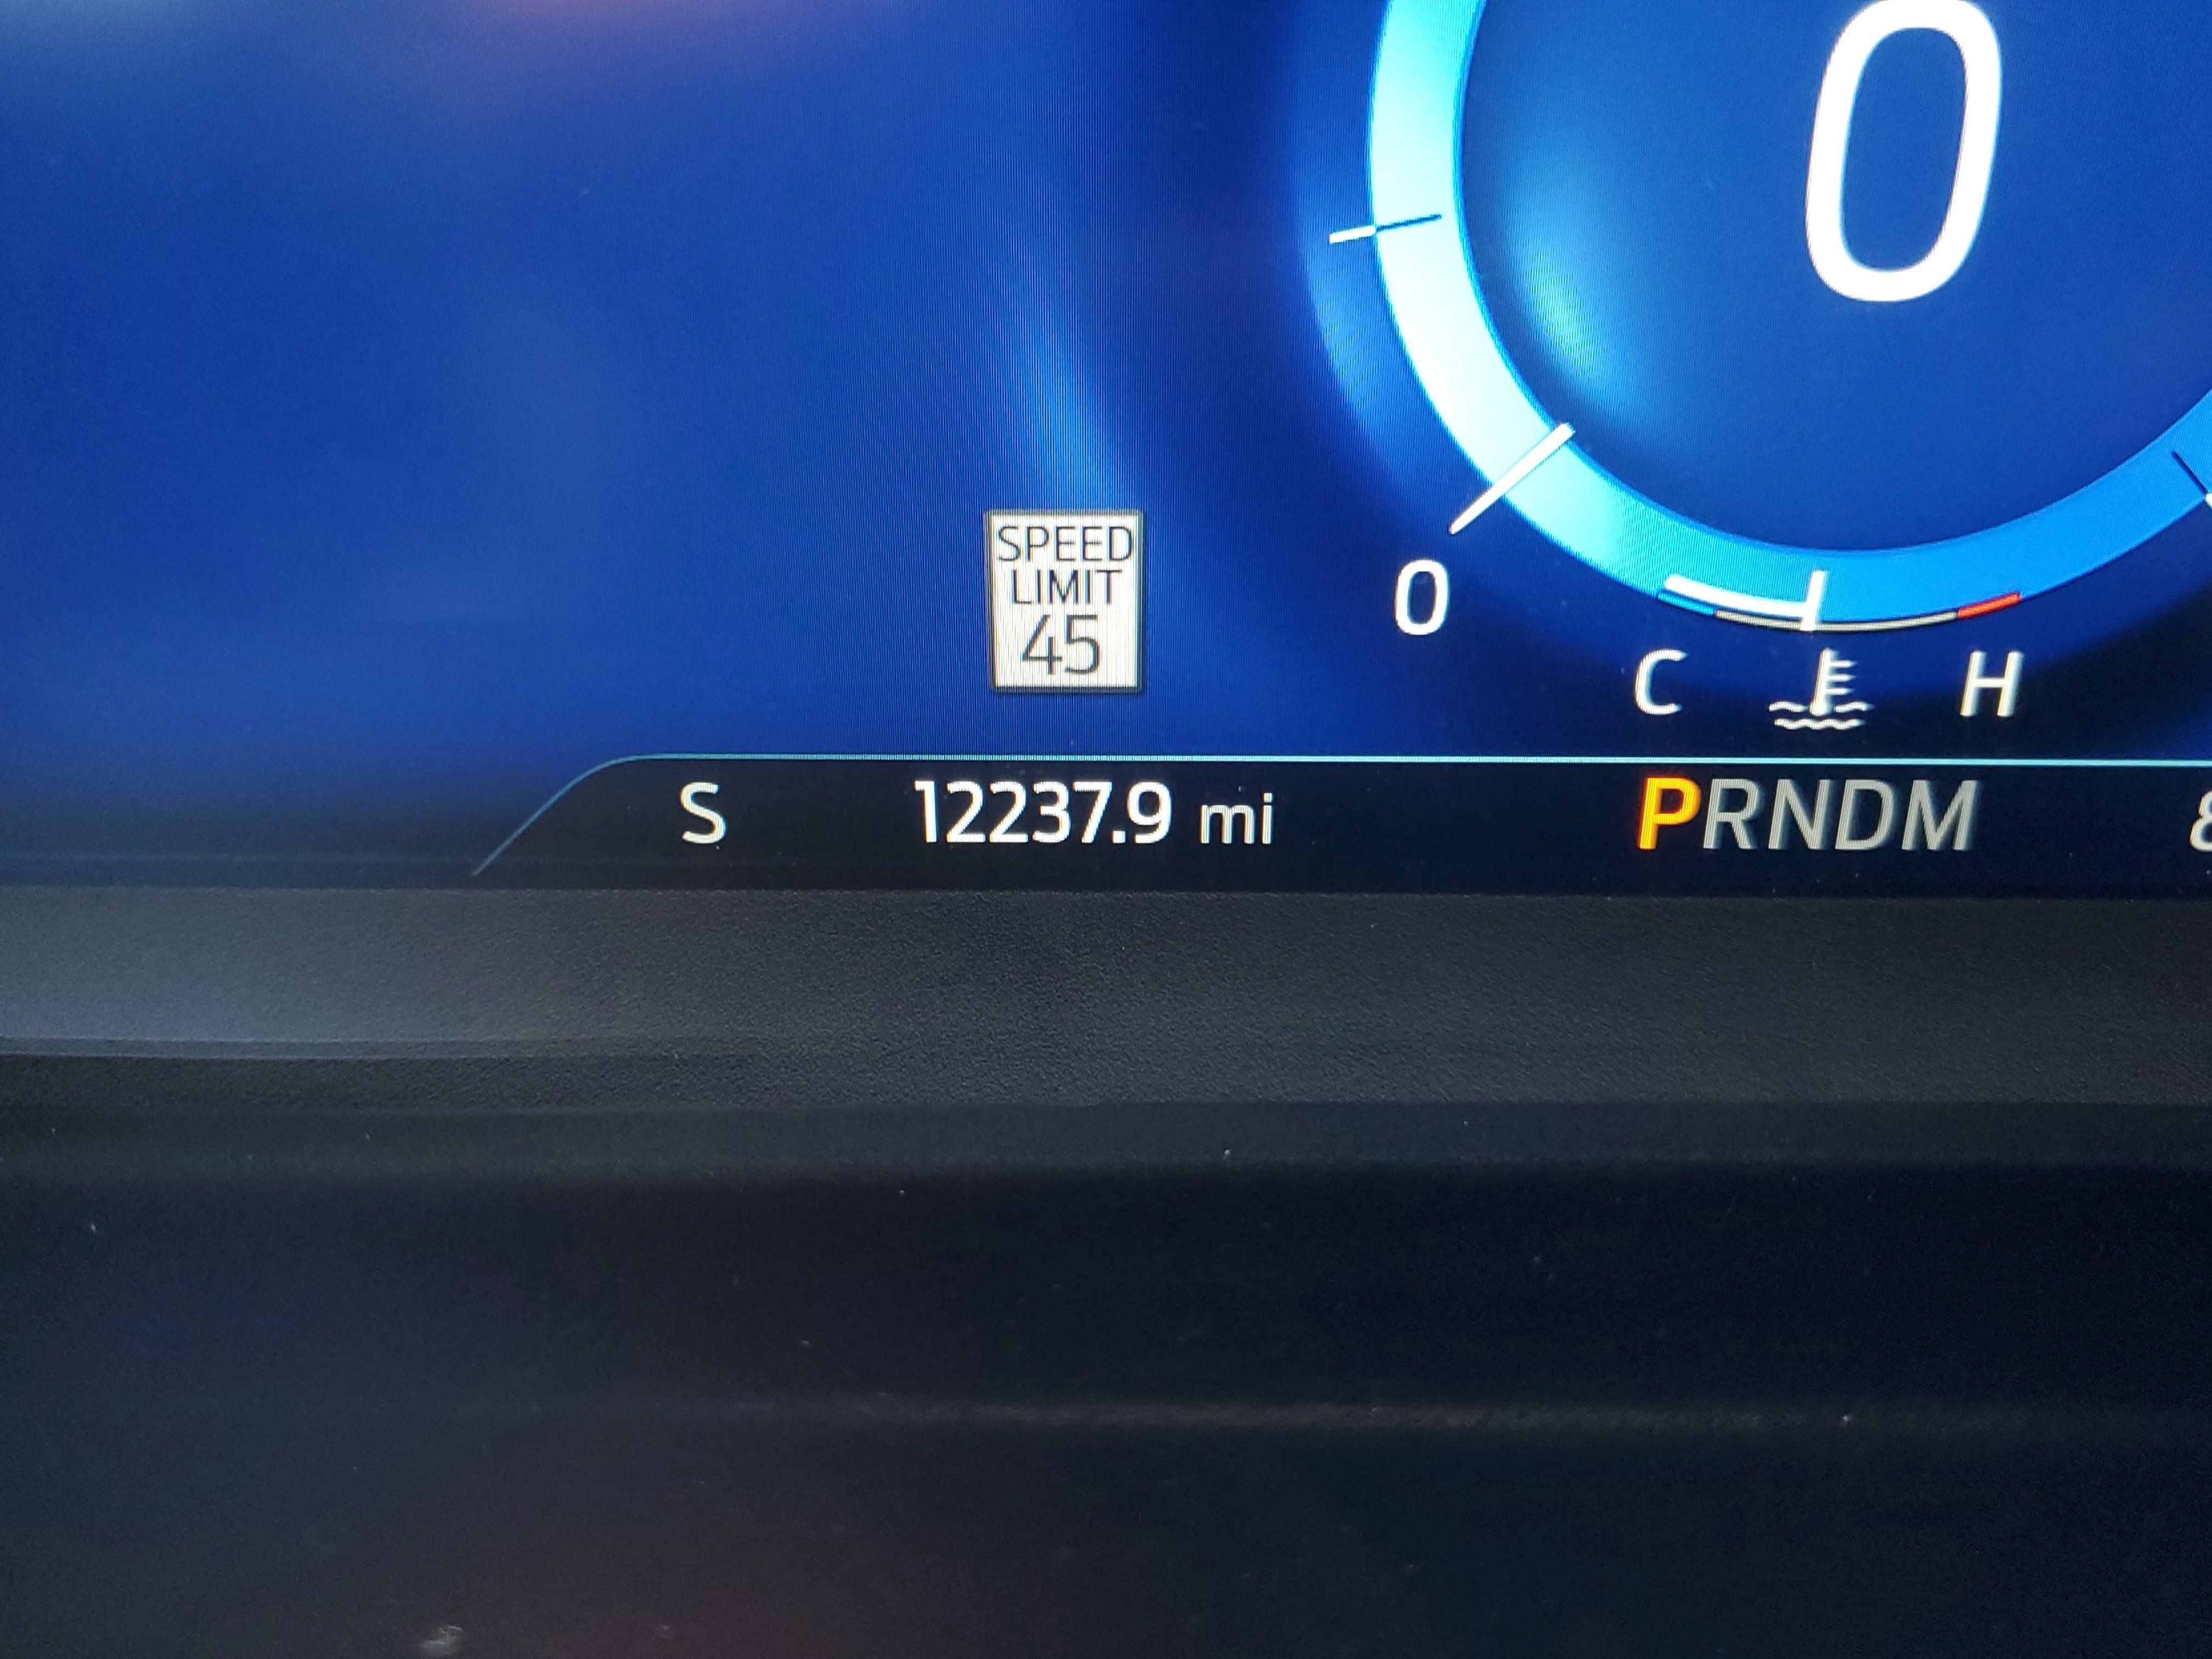 0
SPEED
LIMIT
45
0
C H
S 12237.9 mi PRNDM